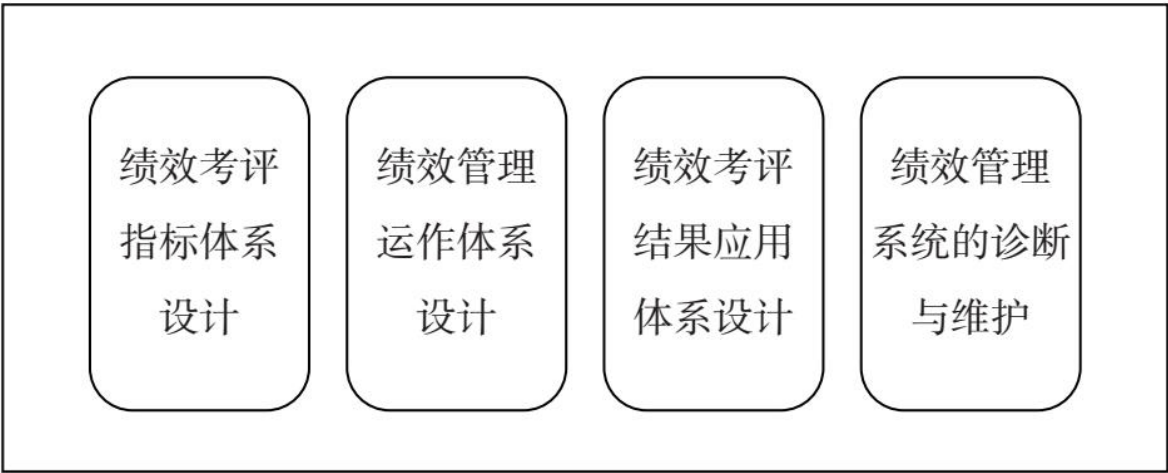 绩效考评
指标体系
设计
绩效管理
运作体系
设计
绩效考评
结果应用
体系设计
绩效管理
系统的诊断
与维护